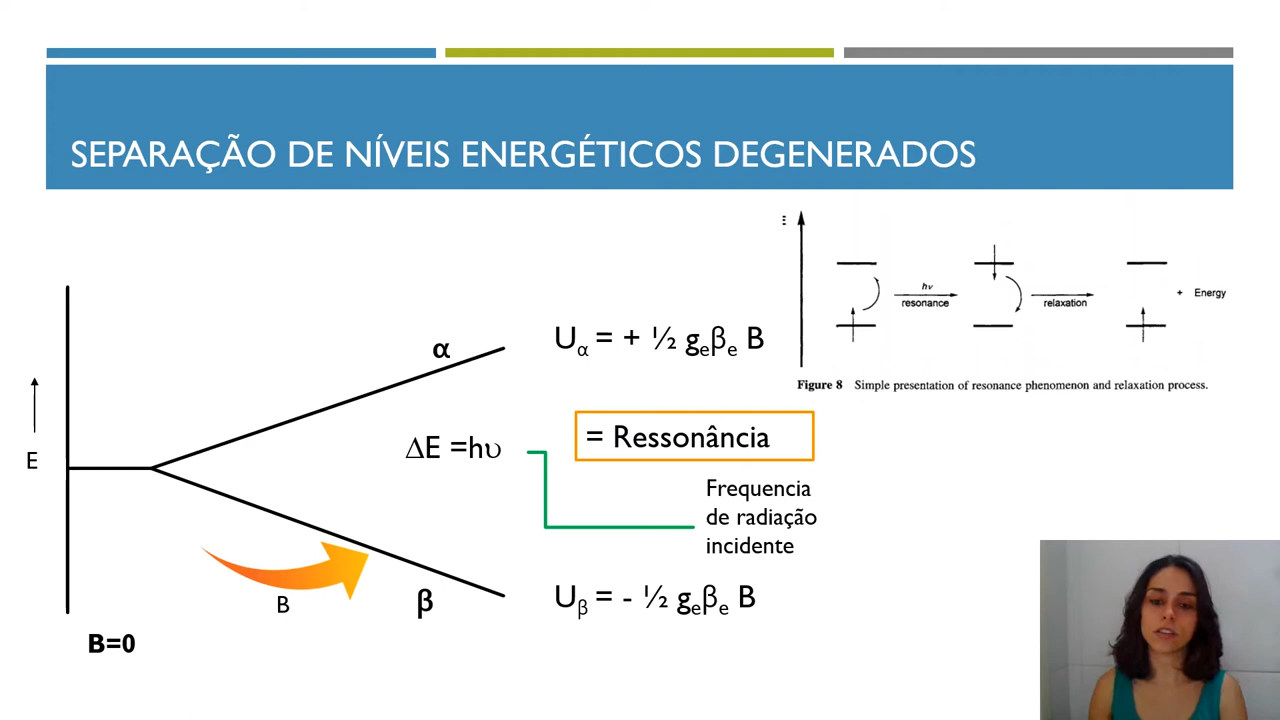 SEPARAÇÃO DE NÍVEIS ENERGÉTICOS DEGENERADOS
hν
resonance
relaxation
+ Energy
Figure 8 Simple presentation of resonance phenomenon and relaxation process.
α
Uα = + ½ geβe B
E
ΔE =hυ
= Ressonância
Frequencia
de radiação
incidente
B
β
Uβ = - ½ geβe B
B=0